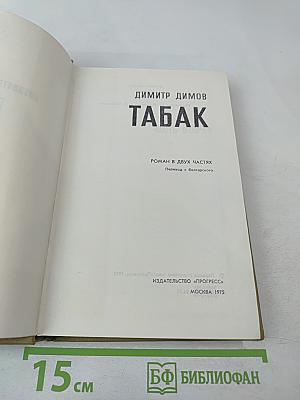 ДИМИТР ДИМОВ
ТАБАК
РОМАН В ДВУХ ЧАСТЯХ
Перевод с болгарского
ИЗДАТЕЛЬСТВО «ПРОГРЕСС»
МОСКВА 1975
15 см
БФ БИБЛИОФАН